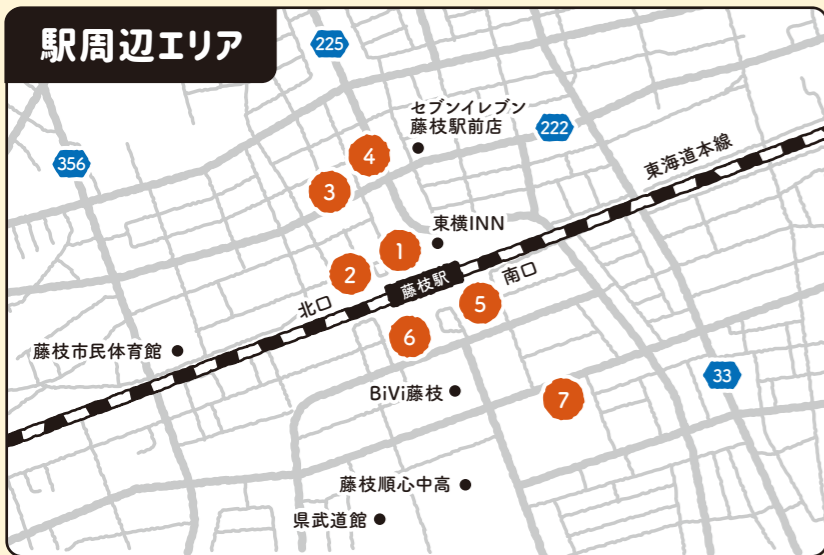 駅周辺エリア
225
セブンイレブン
藤枝駅前店
222
356
4
東海道本線
3
東横INN
1
2
藤枝駅
南口
北口
5
6
藤枝市民体育館
33
BiVi藤枝
7
藤枝順心中高
県武道館